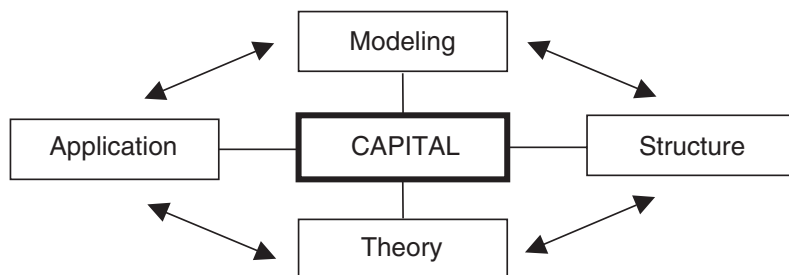 Modeling
Application
CAPITAL
Structure
Theory